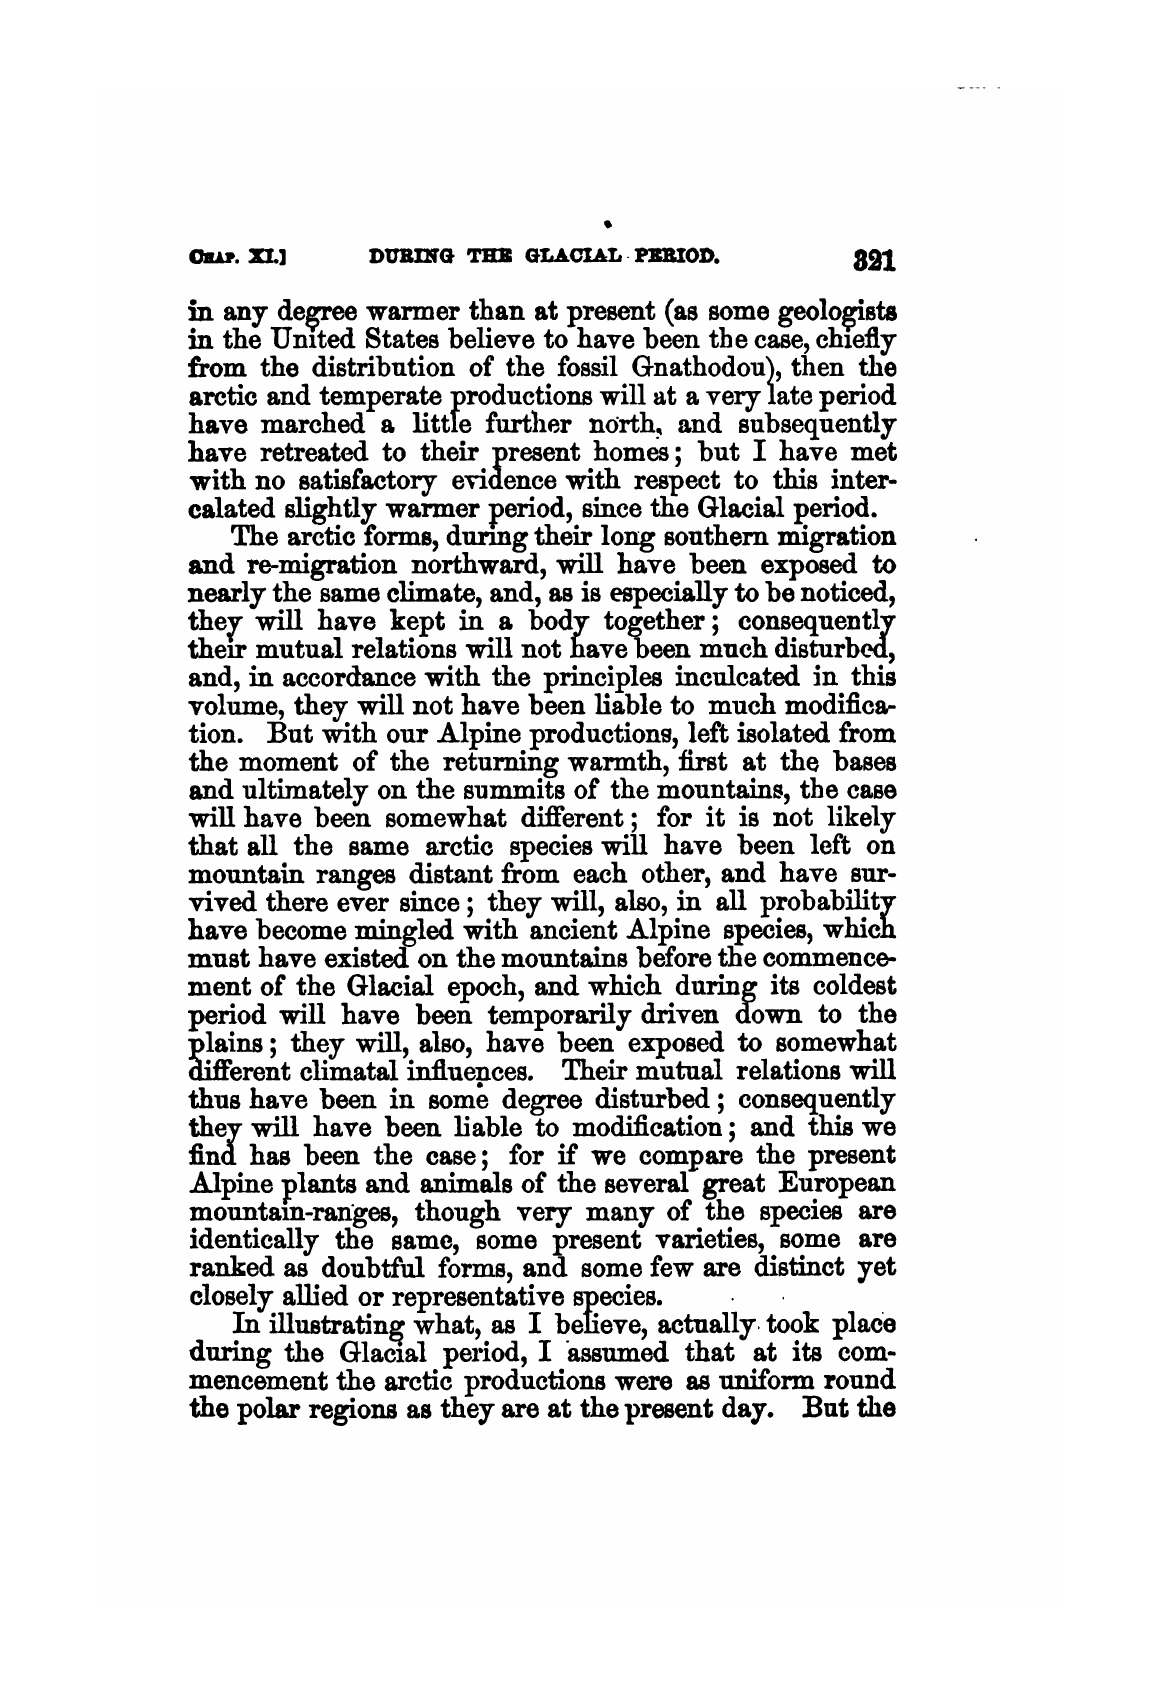 CHAP. XI.] DURING THE GLACIAL PERIOD. 321
in any degree warmer than at present (as some geologists
in the United States believe to have been the case, chiefly
from the distribution of the fossil Gnathodou), then the
arctic and temperate productions will at a very late period
have marched a little further north, and subsequently
have retreated to their present homes; but I have met
with no satisfactory evidence with respect to this inter-
calated slightly warmer period, since the Glacial period.
The arctic forms, during their long southern migration
and re-migration northward, will have been exposed to
nearly the same climate, and, as is especially to be noticed,
they will have kept in a body together; consequently
their mutual relations will not have been much disturbed,
and, in accordance with the principles inculcated in this
volume, they will not have been liable to much modifica-
tion. But with our Alpine productions, left isolated from
the moment of the returning warmth, first at the bases
and ultimately on the summits of the mountains, the case
will have been somewhat different; for it is not likely
that all the same arctic species will have been left on
mountain ranges distant from each other, and have sur-
vived there ever since; they will, also, in all probability
have become mingled with ancient Alpine species, which
must have existed on the mountains before the commence-
ment of the Glacial epoch, and which during its coldest
period will have been temporarily driven down to the
plains; they will, also, have been exposed to somewhat
different climatal influences. Their mutual relations will
thus have been in some degree disturbed; consequently
they will have been liable to modification; and this we
find has been the case; for if we compare the present
Alpine plants and animals of the several great European
mountain-ranges, though very many of the species are
identically the same, some present varieties, some are
ranked as doubtful forms, and some few are distinct yet
closely allied or representative species.
In illustrating what, as I believe, actually took place
during the Glacial period, I assumed that at its com-
mencement the arctic productions were as uniform round
the polar regions as they are at the present day. But the